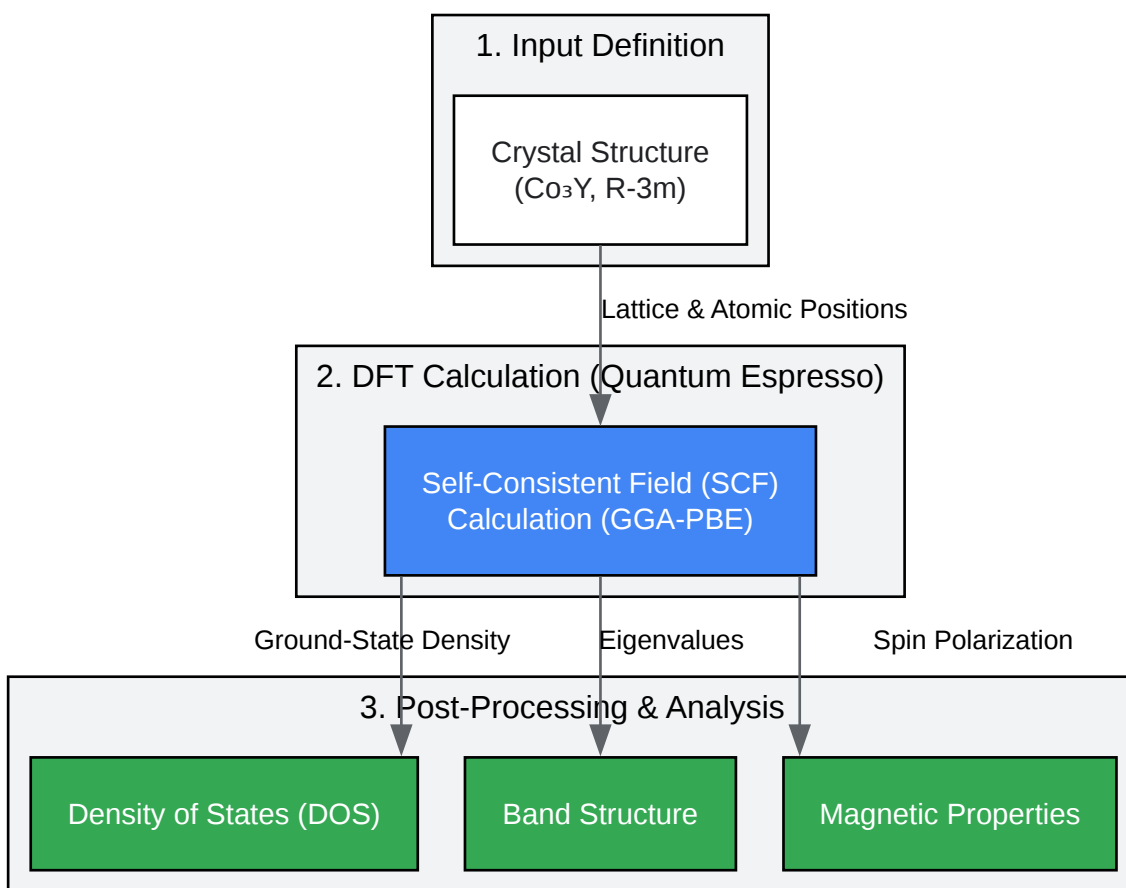 1. Input Definition
Crystal Structure
(Co₃Y, R-3m)
Lattice & Atomic Positions
2. DFT Calculation (Quantum Espresso)
Self-Consistent Field (SCF)
Calculation (GGA-PBE)
Ground-State Density
Eigenvalues
Spin Polarization
3. Post-Processing & Analysis
Density of States (DOS)
Band Structure
Magnetic Properties